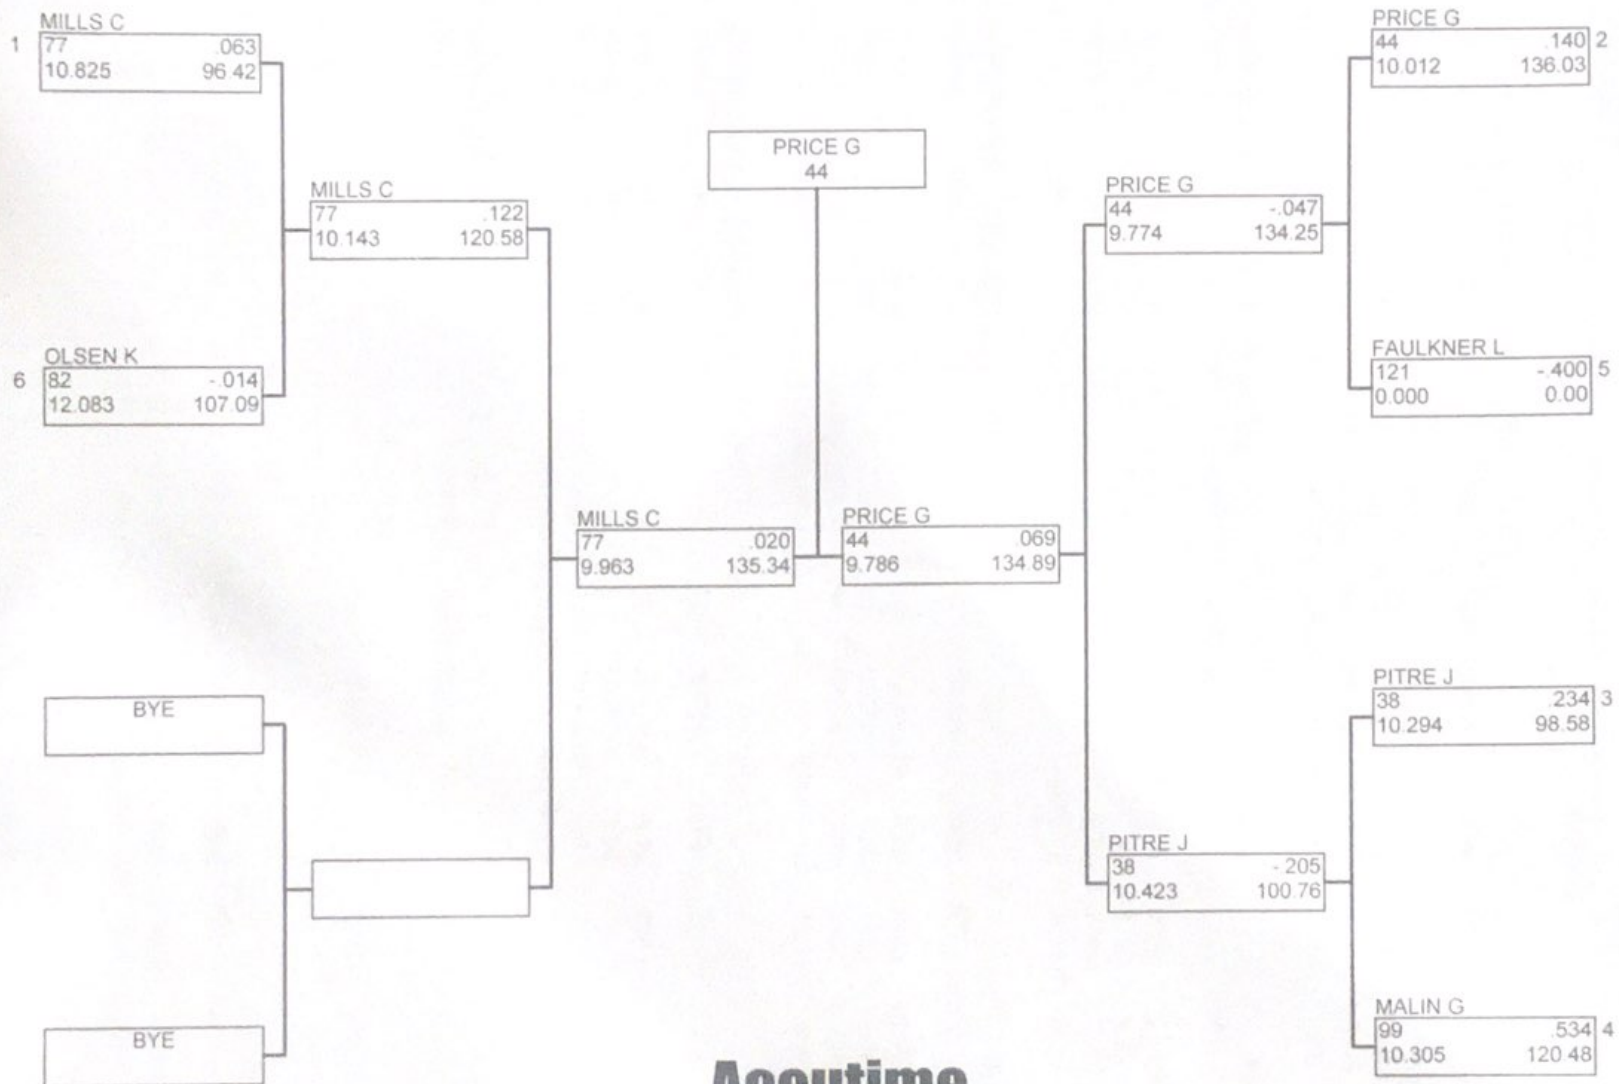 MILLS C
1 77 .063
10.825 96.42
OLSEN K
6 82 -.014
12.083 107.09
BYE
BYE
MILLS C
77 .122
10.143 120.58
MILLS C
77 .020
9.963 135.34
PRICE G
44
PRICE G
44 .069
9.786 134.89
PRICE G
44 -.047
9.774 134.25
PITRE J
38 -.205
10.423 100.76
PRICE G
44 .140 2
10.012 136.03
FAULKNER L
121 -.400 5
0.000 0.00
PITRE J
38 .234 3
10.294 98.58
MALIN G
99 .534 4
10.305 120.48
Accutime